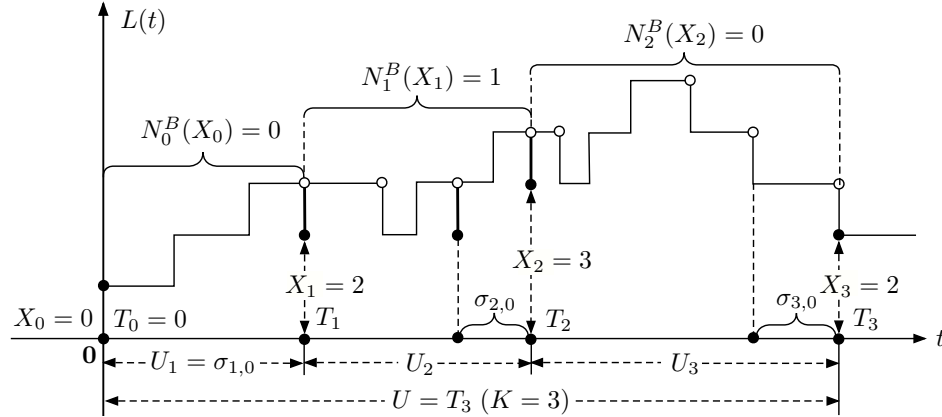 L(t)
N_2^B(X_2) = 0
N_1^B(X_1) = 1
N_0^B(X_0) = 0
X_1 = 2
X_2 = 3
X_3 = 2
σ_{2,0}
σ_{3,0}
X_0 = 0
T_0 = 0
T_1
T_2
T_3
t
0
U_1 = σ_{1,0}
U_2
U_3
U = T_3 (K = 3)